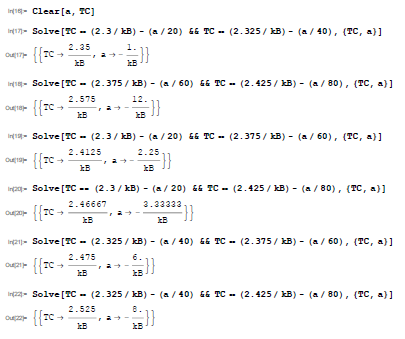 In[16]:= Clear[a, TC]
In[17]:= Solve[TC == (2.3 / kB) - (a / 20) && TC == (2.325 / kB) - (a / 40), {TC, a}]
Out[17]= {{TC → 2.35/kB, a → -1./kB}}
In[18]:= Solve[TC == (2.375 / kB) - (a / 60) && TC == (2.425 / kB) - (a / 80), {TC, a}]
Out[18]= {{TC → 2.575/kB, a → -12./kB}}
In[19]:= Solve[TC == (2.3 / kB) - (a / 20) && TC == (2.375 / kB) - (a / 60), {TC, a}]
Out[19]= {{TC → 2.4125/kB, a → -2.25/kB}}
In[20]:= Solve[TC == (2.3 / kB) - (a / 20) && TC == (2.425 / kB) - (a / 80), {TC, a}]
Out[20]= {{TC → 2.46667/kB, a → -3.33333/kB}}
In[21]:= Solve[TC == (2.325 / kB) - (a / 40) && TC == (2.375 / kB) - (a / 60), {TC, a}]
Out[21]= {{TC → 2.475/kB, a → -6./kB}}
In[22]:= Solve[TC == (2.325 / kB) - (a / 40) && TC == (2.425 / kB) - (a / 80), {TC, a}]
Out[22]= {{TC → 2.525/kB, a → -8./kB}}